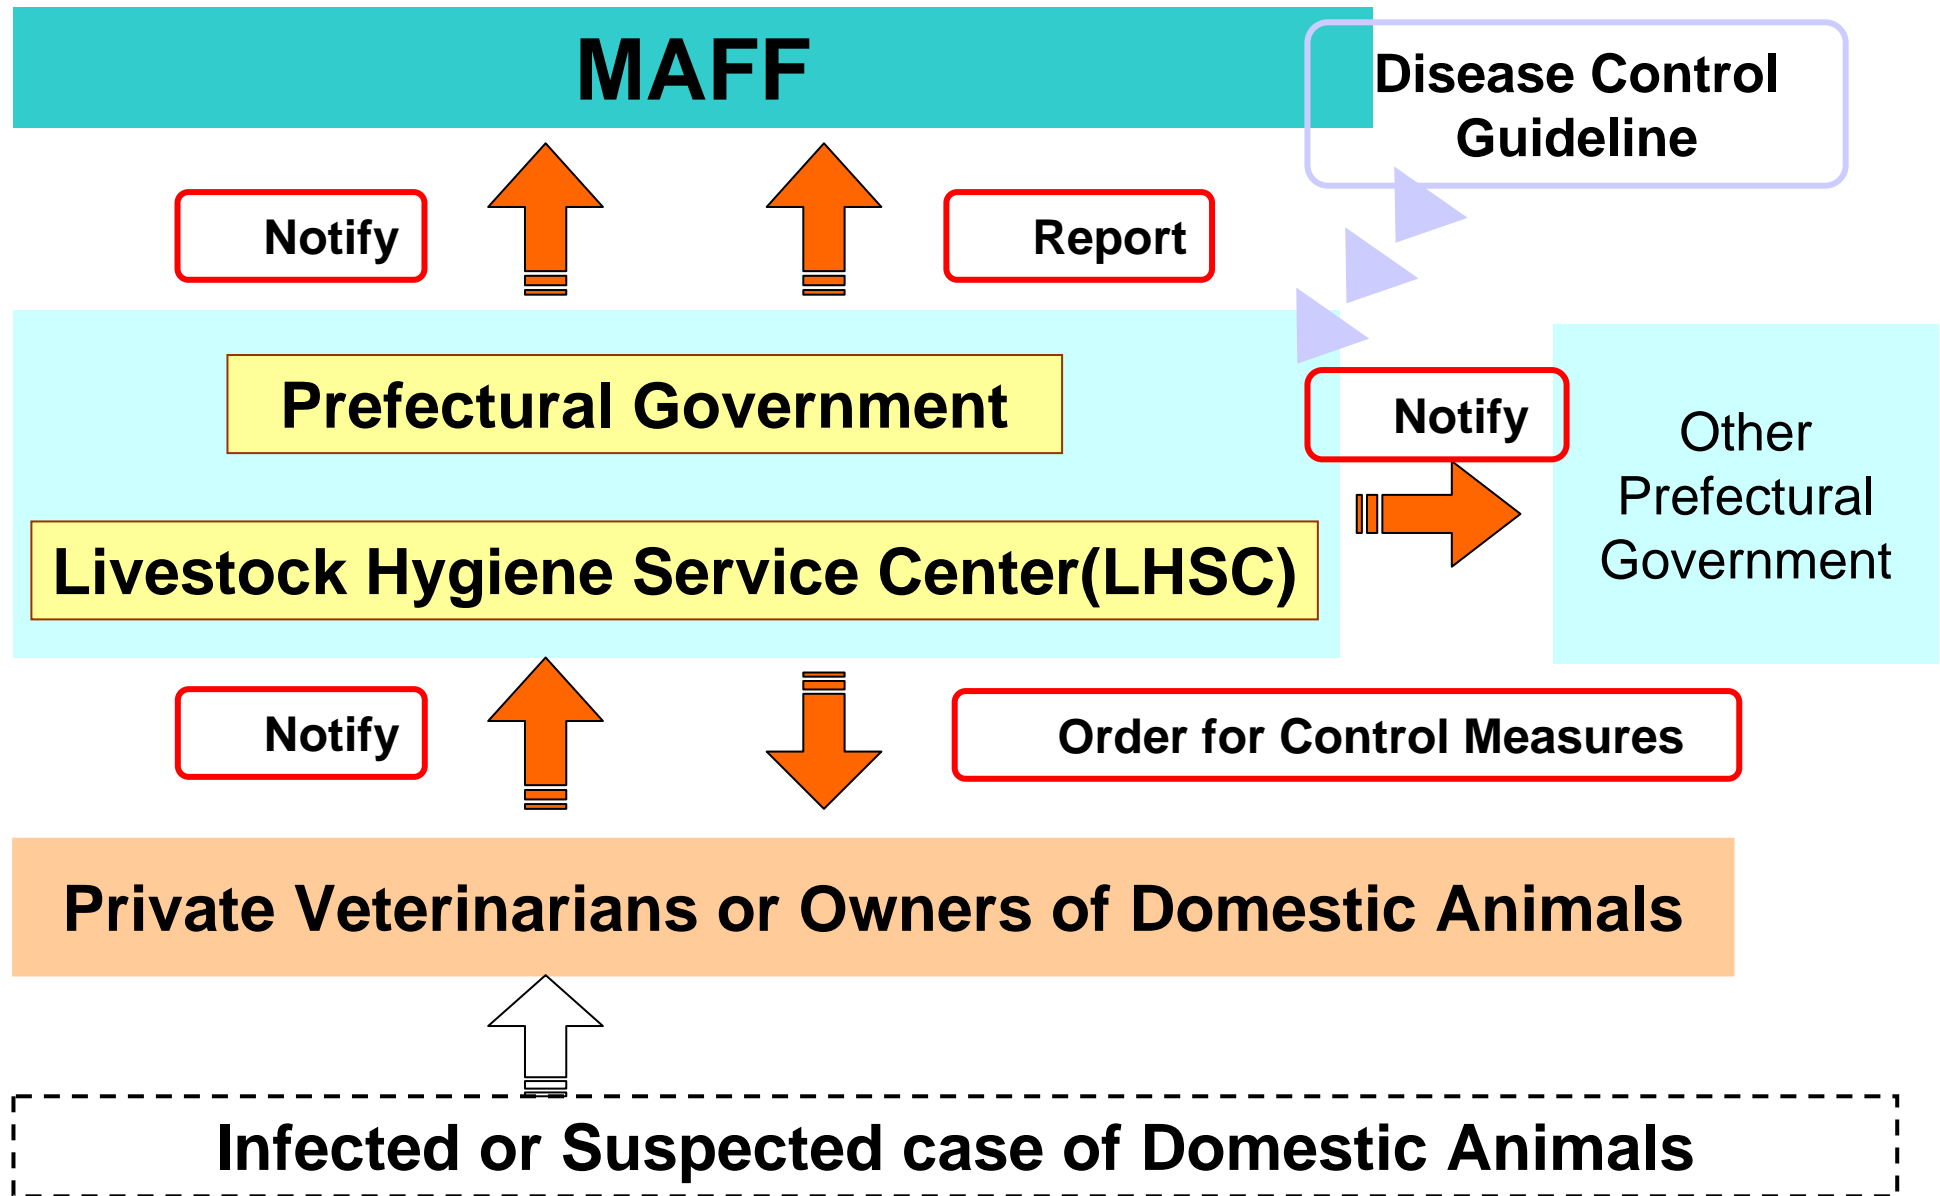 MAFF
Disease Control
Guideline
Notify
Report
Prefectural Government
Notify
Other
Prefectural
Government
Livestock Hygiene Service Center(LHSC)
Notify
Order for Control Measures
Private Veterinarians or Owners of Domestic Animals
Infected or Suspected case of Domestic Animals